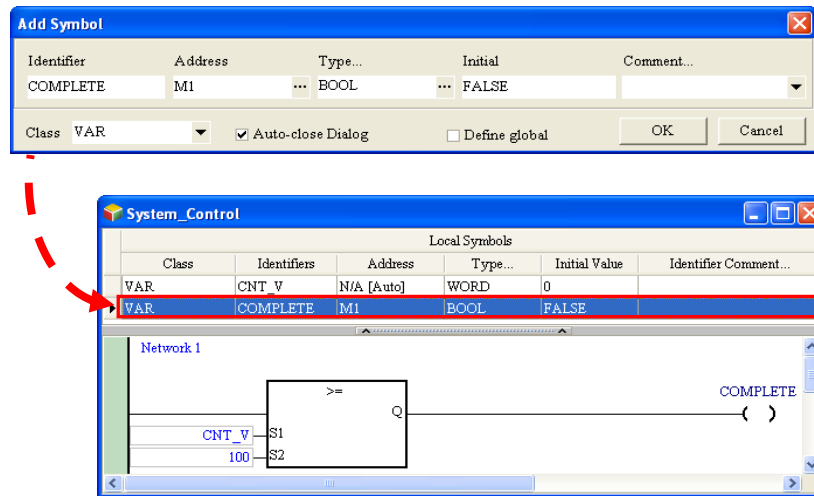 Add Symbol
Identifier Address Type... Initial Comment...
COMPLETE M1 ... BOOL ... FALSE
Class VAR Auto-close Dialog Define global OK Cancel
System_Control
Local Symbols
Class Identifiers Address Type... Initial Value Identifier Comment...
VAR CNT_V N/A [Auto] WORD 0
VAR COMPLETE M1 BOOL FALSE
Network 1
>=
COMPLETE
Q
( )
CNT_V S1
100 S2